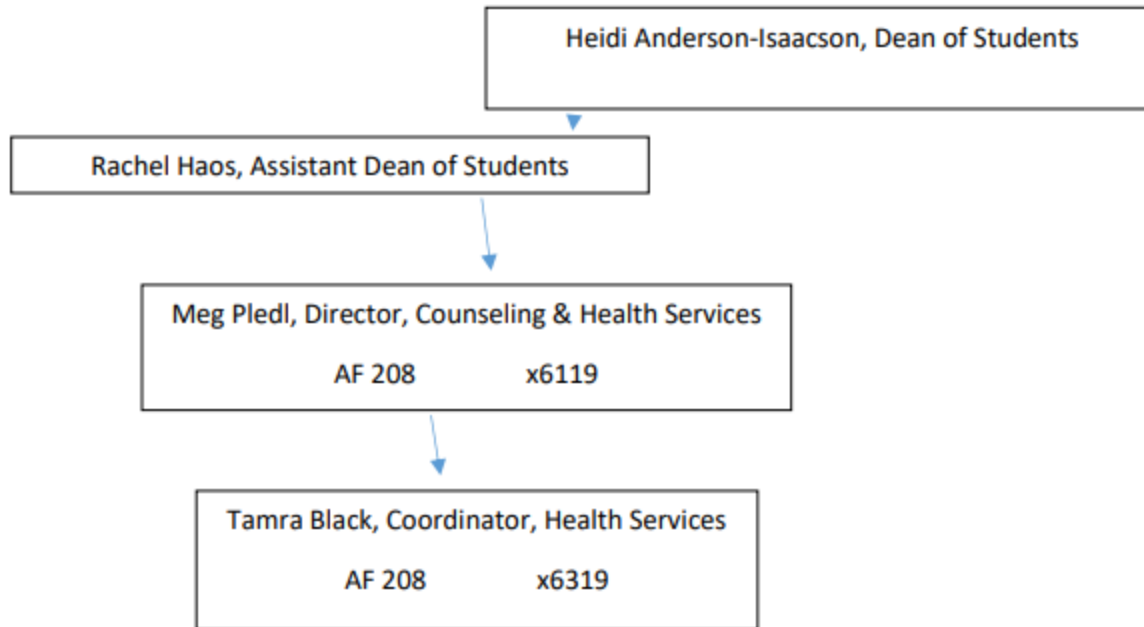 Heidi Anderson-Isaacson, Dean of Students
Rachel Haos, Assistant Dean of Students
Meg Pledl, Director, Counseling & Health Services
AF 208 x6119
Tamra Black, Coordinator, Health Services
AF 208 x6319